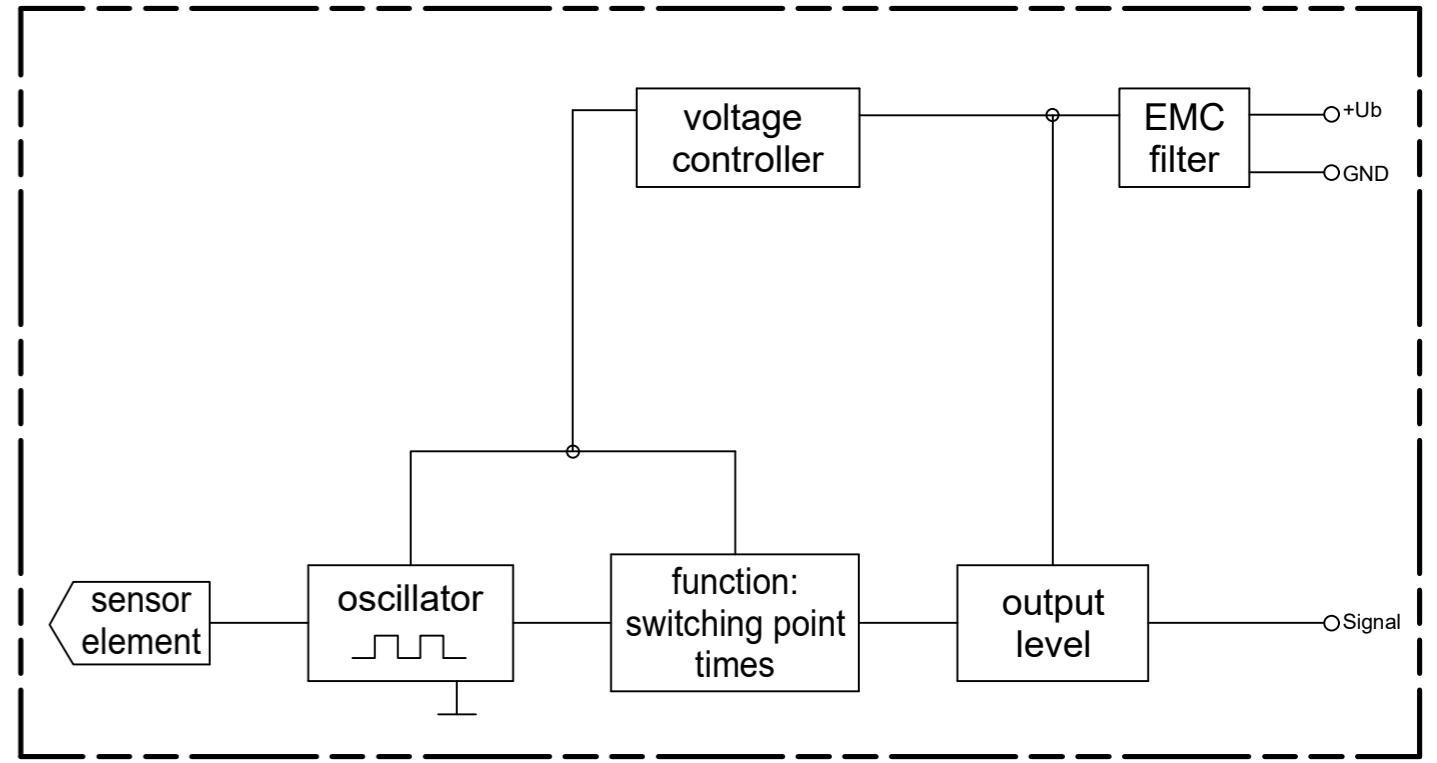 voltage
controller
EMC
filter
+Ub
GND
sensor
element
oscillator
function:
switching point
times
output
level
Signal